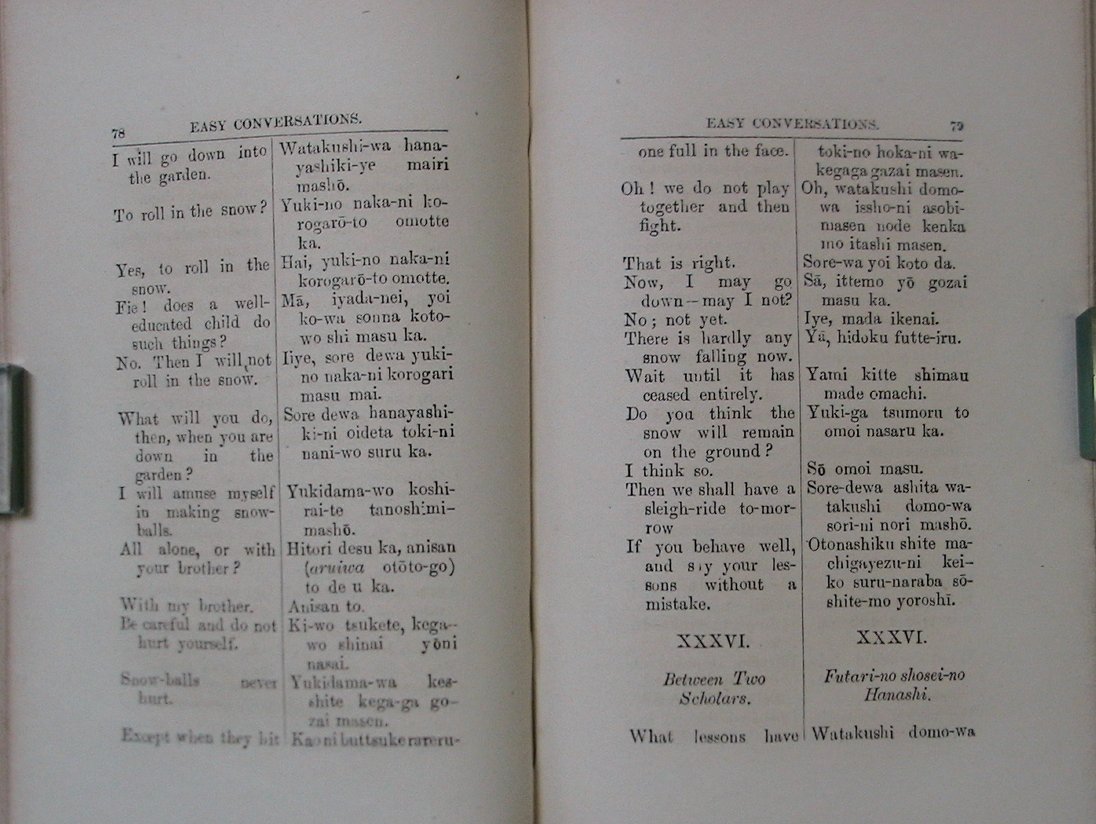 78
EASY CONVERSATIONS.
I will go down into
the garden.
To roll in the snow?
Yes, to roll in the
snow.
Fie! does a well-
educated child do
such things?
No. Then I will not
roll in the snow.
What will you do,
then, when you are
down in the
garden?
I will amuse myself
in making snow-
balls.
All alone, or with
your brother?
With my brother.
Be careful and do not
hurt yourself.
Snow-balls never
hurt.
Except when they hit
Watakushi-wa hana-
yashiki-ye mairi
mashō.
Yuki-no naka-ni ko-
rogarō-to omotte
ka.
Hai, yuki-no naka-ni
korogarō-to omotte.
Mā, iyada-nei, yoi
ko-wa sonna koto-
wo shi masu ka.
Iiye, sore dewa yuki-
no naka-ni korogari
masu mai.
Sore dewa hanayashi-
ki-ni oideta toki-ni
nani-wo suru ka.
Yukidama-wo koshi-
rai-te tanoshimi-
mashō.
Hitori desu ka, anisan
(aruiwa otōto-go)
to de u ka.
Anisan to.
Ki-wo tsukete, kega-
wo shinai yōni
nasai.
Yukidama-wa kes-
shite kega-ga go-
zai masen.
Kao ni buttsukerareru-
EASY CONVERSATIONS.
79
one full in the face.
Oh! we do not play
together and then
fight.
That is right.
Now, I may go
down—may I not?
No; not yet.
There is hardly any
snow falling now.
Wait until it has
ceased entirely.
Do you think the
snow will remain
on the ground?
I think so.
Then we shall have a
sleigh-ride to-mor-
row
If you behave well,
and say your les-
sons without a
mistake.
XXXVI.
Between Two
Scholars.
What lessons have
toki-no hoka-ni wa-
kegaga gazai masen.
Oh, watakushi domo-
wa issho-ni asobi-
masen node kenka
mo itashi masen.
Sore-wa yoi koto da.
Sā, ittemo yō gozai
masu ka.
Iye, mada ikenai.
Yā, hidoku futte-iru.
Yami kitte shimau
made omachi.
Yuki-ga tsumoru to
omoi nasaru ka.
Sō omoi masu.
Sore-dewa ashita wa-
takushi domo-wa
sori-ni nori mashō.
Otonashiku shite ma-
chigayezu-ni kei-
ko suru-naraba sō-
shite-mo yoroshī.
XXXVI.
Futari-no shosei-no
Hanashi.
Watakushi domo-wa